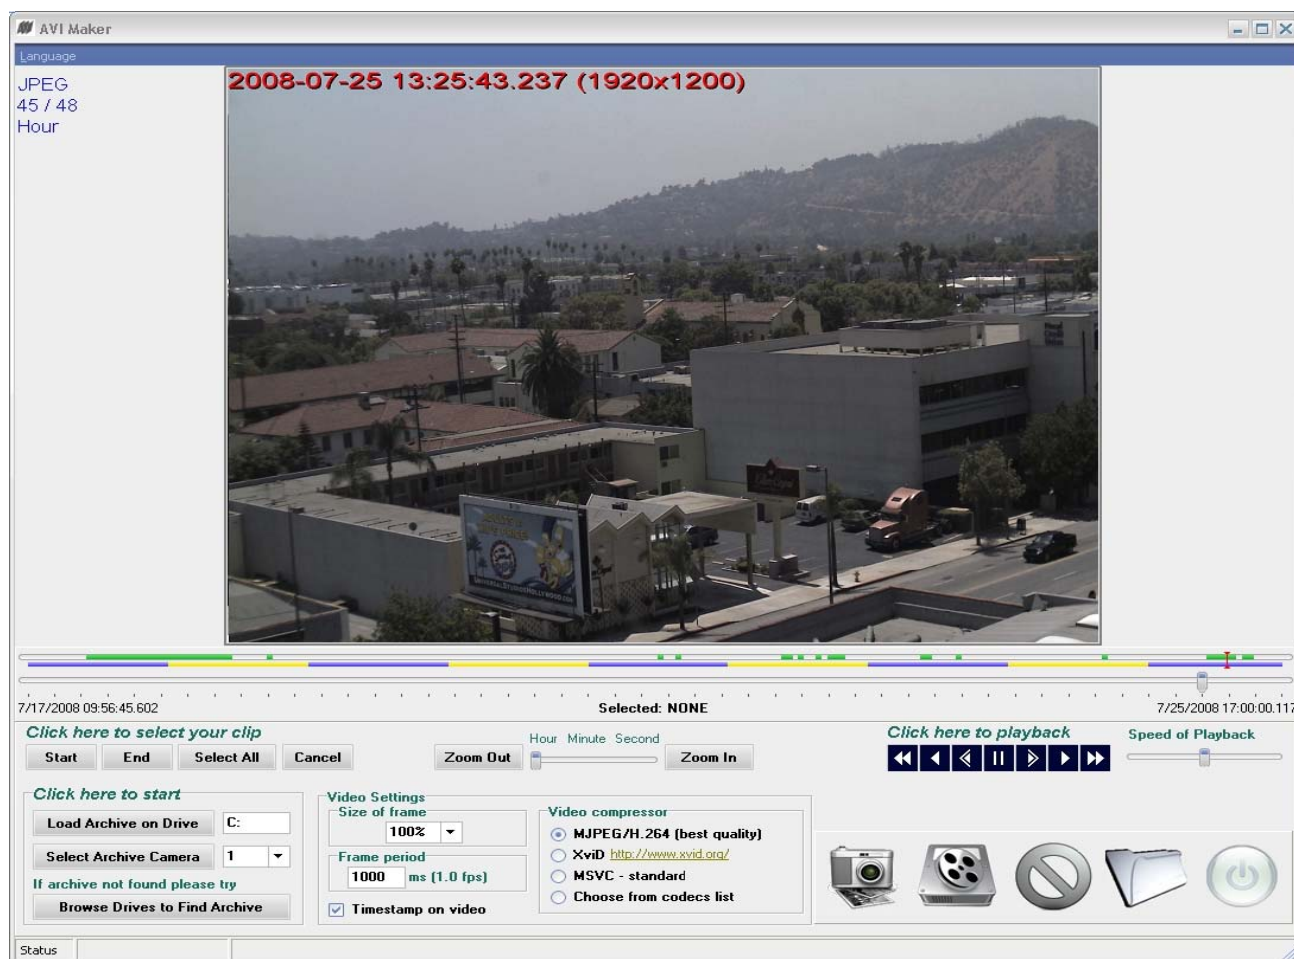 AVI Maker
Language
JPEG
45 / 48
Hour
2008-07-25 13:25:43.237 (1920x1200)
UNIVERSALSTUDIOSHOLLYWOOD.COM
7/17/2008 09:56:45.602
Selected: NONE
7/25/2008 17:00:00.117
Click here to select your clip
Start End Select All Cancel
Zoom Out
Hour Minute Second
Zoom In
Click here to playback
Speed of Playback
Click here to start
Load Archive on Drive C:
Select Archive Camera 1
If archive not found please try
Browse Drives to Find Archive
Video Settings
Size of frame
100%
Frame period
1000 ms (1.0 fps)
Timestamp on video
Video compressor
MJPEG/H.264 (best quality)
XviD http://www.xvid.org/
MSVC - standard
Choose from codecs list
Status